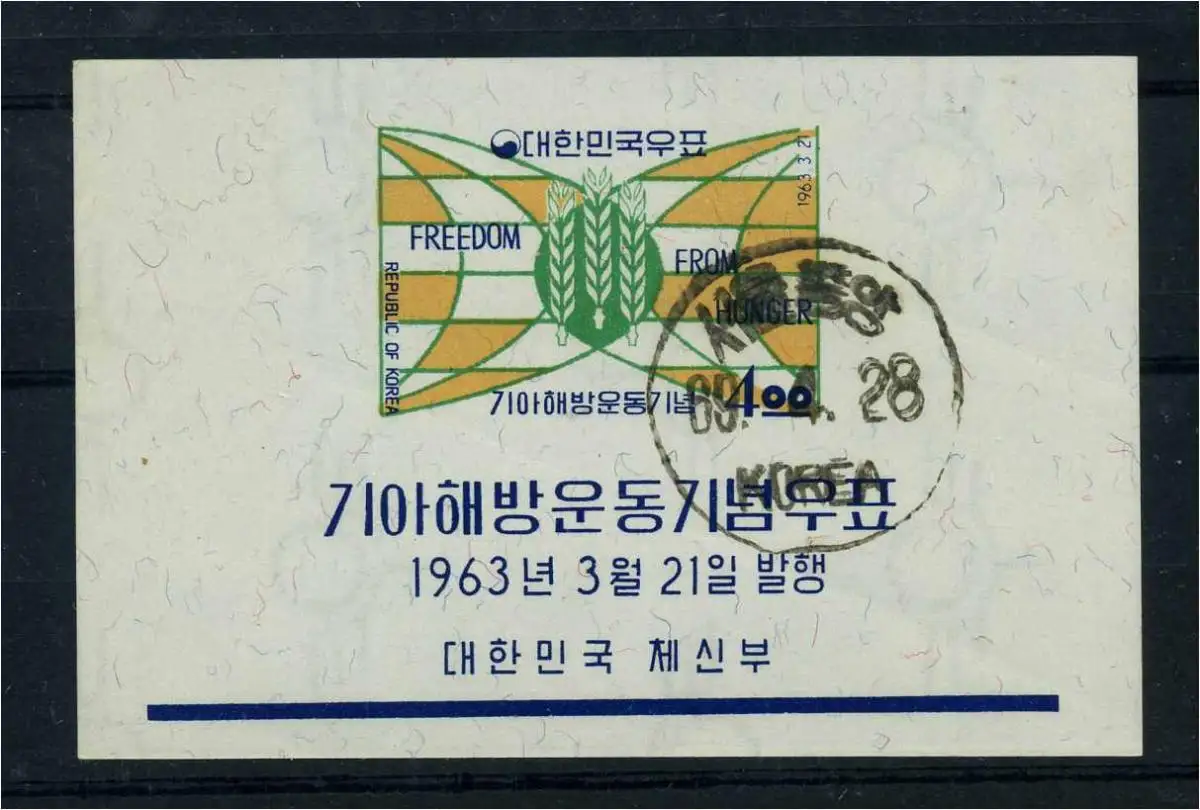 대한민국우표
1963 3 21
FREEDOM
FROM
HUNGER
REPUBLIC OF KOREA
기아해방운동기념
4.00
기아해방운동기념우표
1963년 3월 21일 발행
대한민국 체신부
4. 28
KOREA